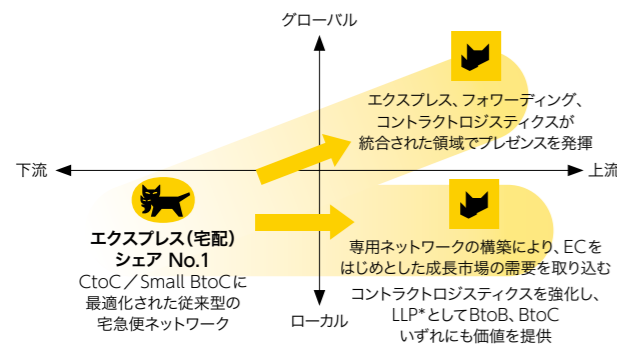 グローバル
エクスプレス、フォワーディング、
コントラクトロジスティクスが
統合された領域でプレゼンスを発揮
下流
上流
エクスプレス（宅配）
シェア No.1
CtoC／Small BtoCに
最適化された従来型の
宅急便ネットワーク
専用ネットワークの構築により、ECを
はじめとした成長市場の需要を取り込む
コントラクトロジスティクスを強化し、
LLP*としてBtoB、BtoC
いずれにも価値を提供
ローカル